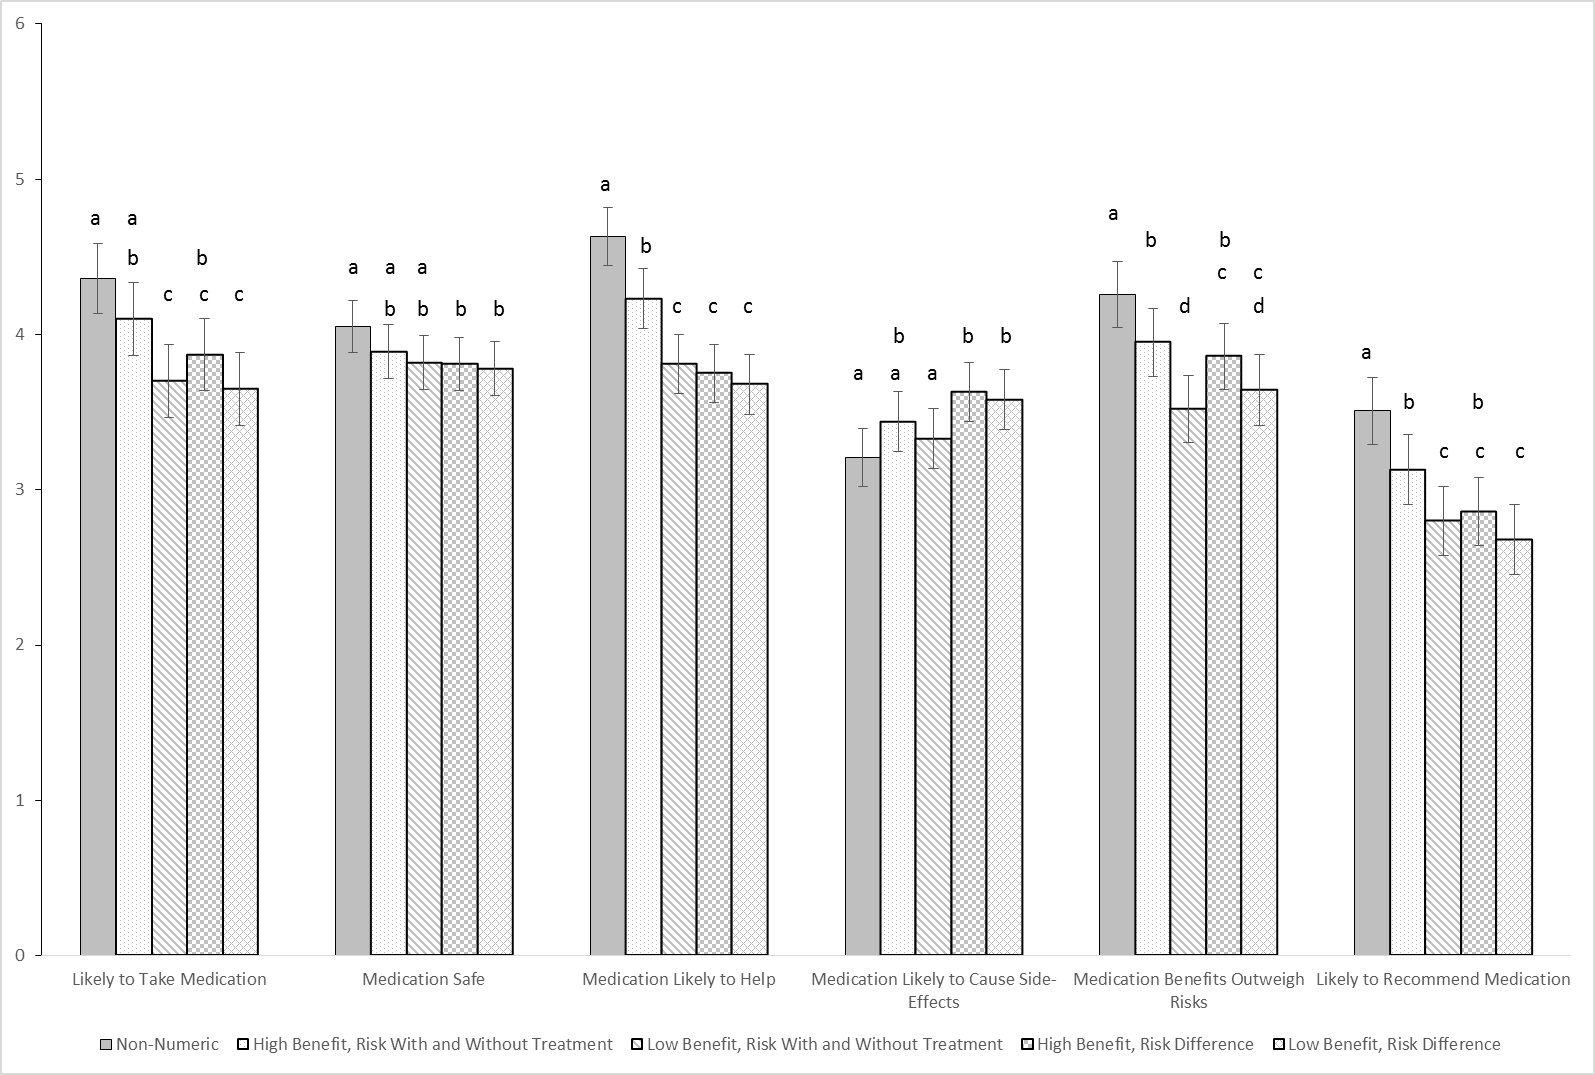 6
5
4
3
2
1
0
a a
b b
c c c
a a a
b b b b
a
b
c c c
b b b
a a a
a
b b
c c
d d
a
b b
c c c
Likely to Take Medication
Medication Safe
Medication Likely to Help
Medication Likely to Cause Side-
Effects
Medication Benefits Outweigh
Risks
Likely to Recommend Medication
Non-Numeric
High Benefit, Risk With and Without Treatment
Low Benefit, Risk With and Without Treatment
High Benefit, Risk Difference
Low Benefit, Risk Difference